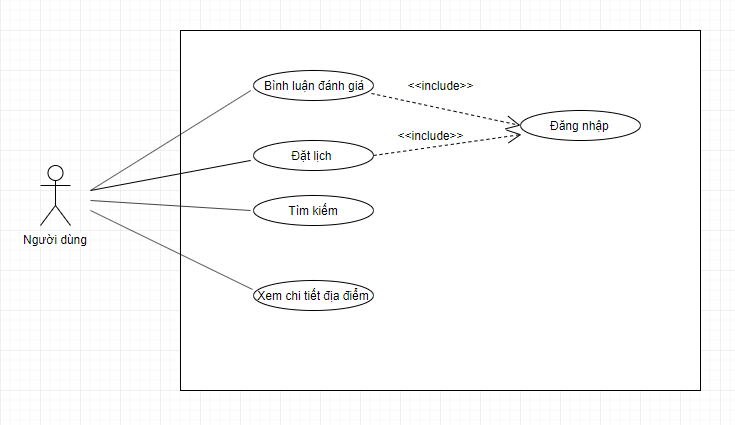 Bình luận đánh giá
<<include>>
Đăng nhập
<<include>>
Đặt lịch
Tìm kiếm
Người dùng
Xem chi tiết địa điểm